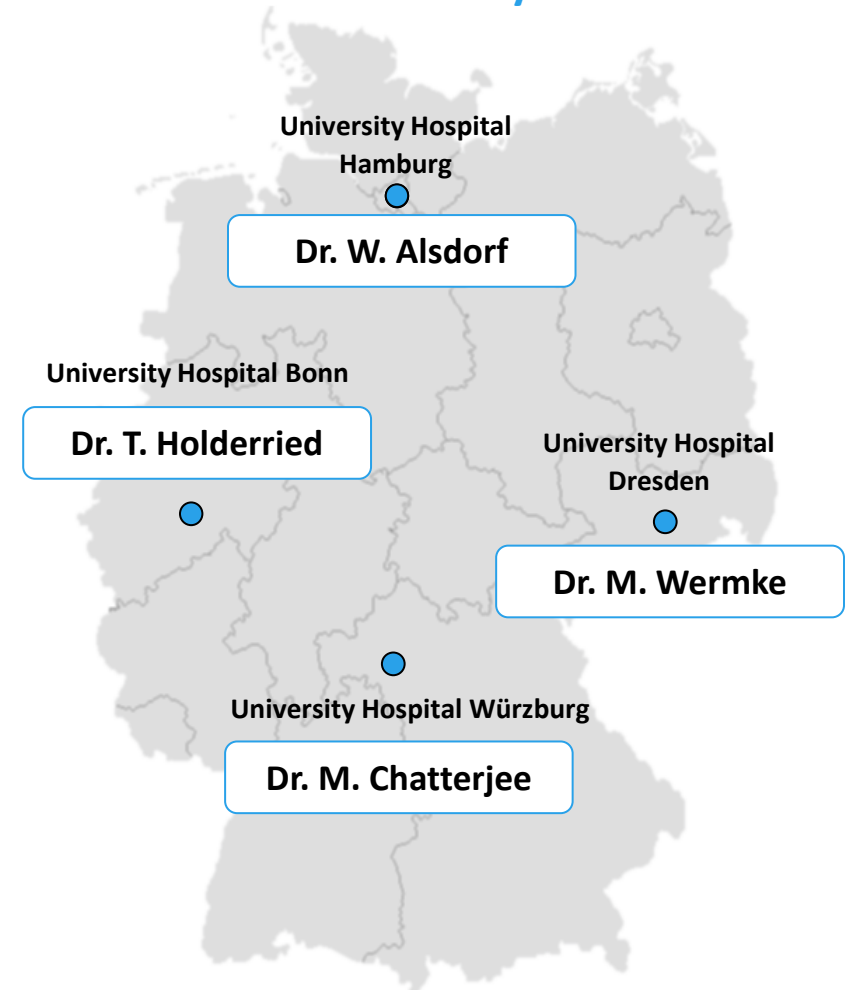 University Hospital
Hamburg
Dr. W. Alsdorf
University Hospital Bonn
Dr. T. Holderried
University Hospital
Dresden
Dr. M. Wermke
University Hospital Würzburg
Dr. M. Chatterjee